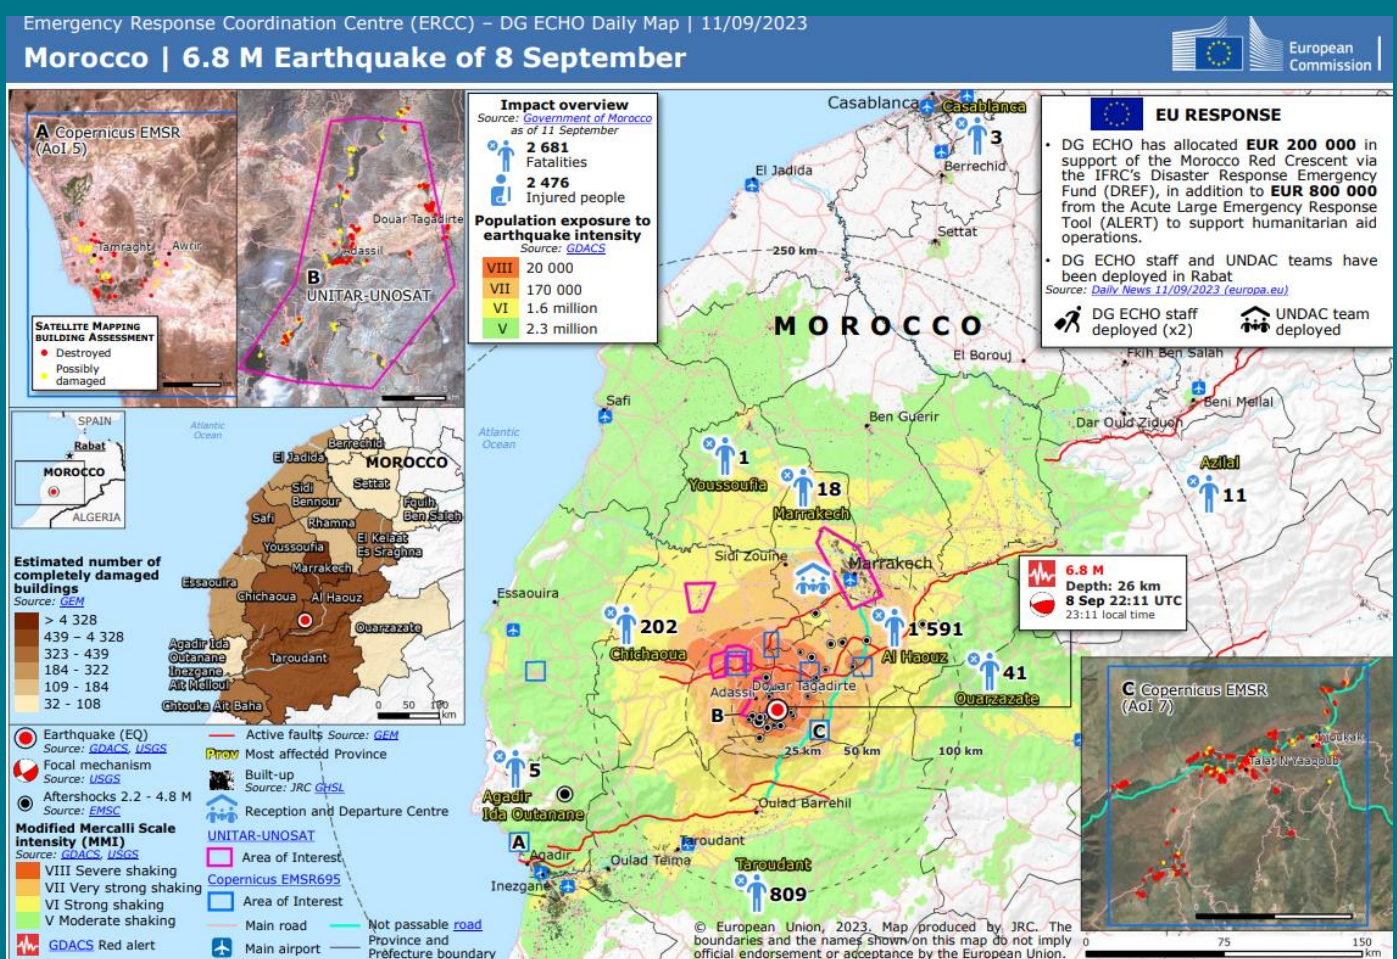 Emergency Response Coordination Centre (ERCC) – DG ECHO Daily Map | 11/09/2023
Morocco | 6.8 M Earthquake of 8 September
European
Commission
A Copernicus EMSR
(AoI 5)
Tamraght
Awrir
SATELLITE MAPPING
BUILDING ASSESSMENT
Destroyed
Possibly
damaged
Douar Tagadirte
Adassil
B
UNITAR-UNOSAT
Impact overview
Source: Government of Morocco
as of 11 September
2 681
Fatalities
2 476
Injured people
Population exposure to
earthquake intensity
Source: GDACS
VIII 20 000
VII 170 000
VI 1.6 million
V 2.3 million
EU RESPONSE
• DG ECHO has allocated EUR 200 000 in
support of the Morocco Red Crescent via
the IFRC's Disaster Response Emergency
Fund (DREF), in addition to EUR 800 000
from the Acute Large Emergency Response
Tool (ALERT) to support humanitarian aid
operations.
• DG ECHO staff and UNDAC teams have
been deployed in Rabat
Source: Daily News 11/09/2023 (europa.eu)
DG ECHO staff
deployed (x2)
UNDAC team
deployed
Casablanca
Casablanca
3
Berrechid
El Jadida
Settat
250 km
MOROCCO
El Borouj
Fkih Ben Salah
Beni Mellal
Dar Ould Zidouh
Safi
Ben Guerir
Atlantic
Ocean
1
Youssoufia
18
Marrakech
Azilal
11
Sidi Zouine
Marrakech
Essaouira
202
Chichaoua
1 591
Al Haouz
41
Ouarzazate
6.8 M
Depth: 26 km
8 Sep 22:11 UTC
23:11 local time
Adassil
Douar Tagadirte
B
C
25 km
50 km
100 km
5
Agadir
Ida Outanane
Oulad Barrehil
A
Agadir
Oulad Teima
Taroudant
Inezgane
Taroudant
809
C Copernicus EMSR
(AoI 7)
Talat N'Yaaqoub
0 75 150
km
© European Union, 2023. Map produced by JRC. The
boundaries and the names shown on this map do not imply
official endorsement or acceptance by the European Union.
SPAIN
Rabat
MOROCCO
ALGERIA
Atlantic
Ocean
Berrechid
El Jadida
MOROCCO
Settat
Sidi
Bennour
Fquih
Ben Saleh
Safi
Rhamna
El Kelaat
Es Sraghna
Youssoufia
Marrakech
Essaouira
Chichaoua
Al Haouz
Ouarzazate
Agadir Ida
Outanane
Inezgane
Ait Melloul
Taroudant
Chtouka Ait Baha
0 50 100
km
Estimated number of
completely damaged
buildings
Source: GEM
> 4 328
439 – 4 328
323 - 439
184 - 322
109 - 184
32 - 108
Earthquake (EQ)
Source: GDACS, USGS
Focal mechanism
Source: USGS
Aftershocks 2.2 - 4.8 M
Source: EMSC
Modified Mercalli Scale
intensity (MMI)
Source: GDACS, USGS
VIII Severe shaking
VII Very strong shaking
VI Strong shaking
V Moderate shaking
GDACS Red alert
Active faults Source: GEM
Prov Most affected Province
Built-up
Source: JRC GHSL
Reception and Departure Centre
UNITAR-UNOSAT
Area of Interest
Copernicus EMSR695
Area of Interest
Main road
Main airport
Not passable road
Province and
Prefecture boundary